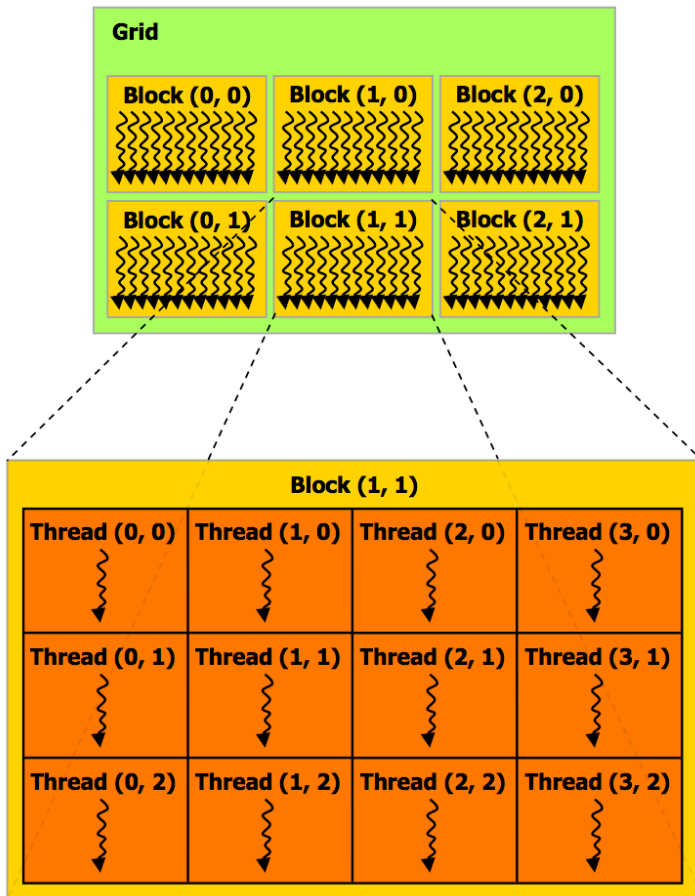 Grid
Block (0, 0) Block (1, 0) Block (2, 0)
Block (0, 1) Block (1, 1) Block (2, 1)
Block (1, 1)
Thread (0, 0) Thread (1, 0) Thread (2, 0) Thread (3, 0)
Thread (0, 1) Thread (1, 1) Thread (2, 1) Thread (3, 1)
Thread (0, 2) Thread (1, 2) Thread (2, 2) Thread (3, 2)